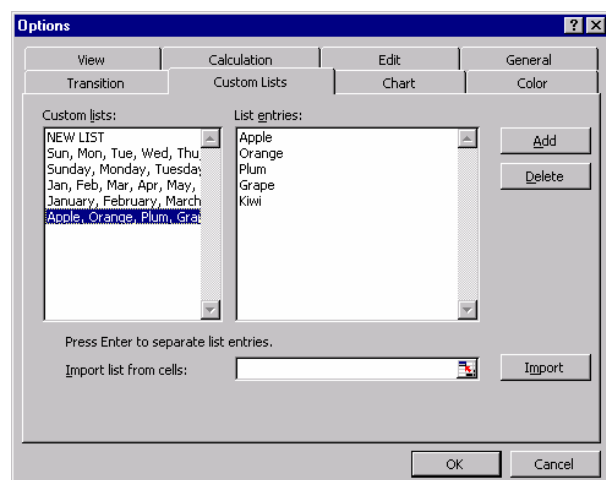 Options
View Calculation Edit General
Transition Custom Lists Chart Color
Custom lists:
NEW LIST
Sun, Mon, Tue, Wed, Thu,
Sunday, Monday, Tuesday
Jan, Feb, Mar, Apr, May,
January, February, March
Apple, Orange, Plum, Gra
List entries:
Apple
Orange
Plum
Grape
Kiwi
Add
Delete
Press Enter to separate list entries.
Import list from cells:
Import
OK Cancel